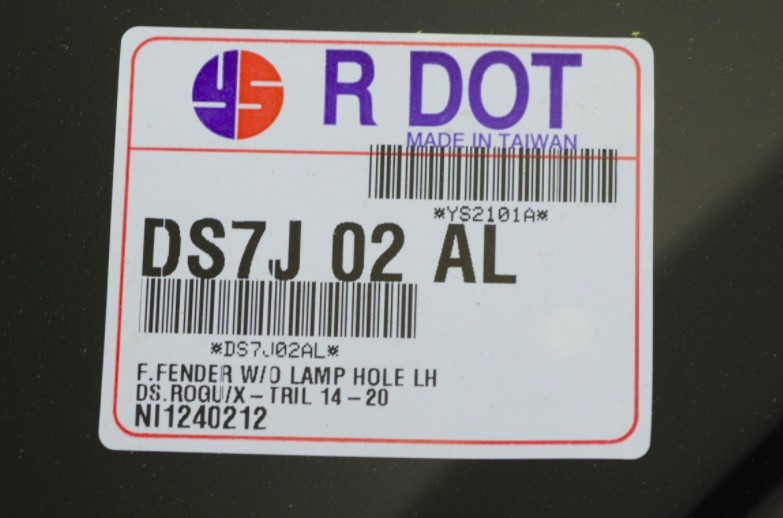 YS R DOT
MADE IN TAIWAN
*YS2101A*
DS7J 02 AL
*DS7J02AL*
F.FENDER W/O LAMP HOLE LH
DS.ROGU/X-TRIL 14-20
NI1240212